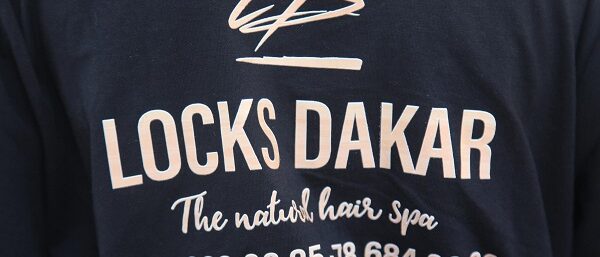 LOCKS DAKAR
The natural hair spa